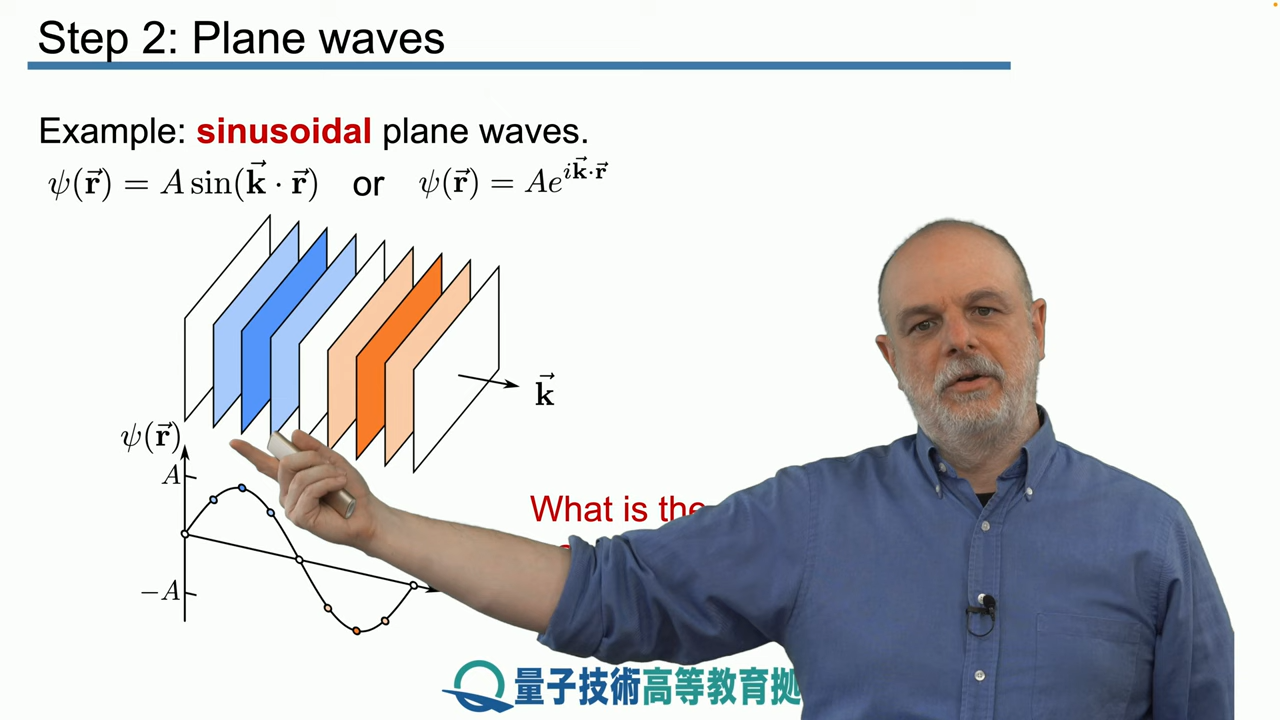 Step 2: Plane waves
Example: sinusoidal plane waves.
ψ(r⃗) = A sin(k⃗ · r⃗) or ψ(r⃗) = Ae^{ik⃗·r⃗}
k⃗
ψ(r⃗)
A
−A
What is the
量子技術高等教育拠